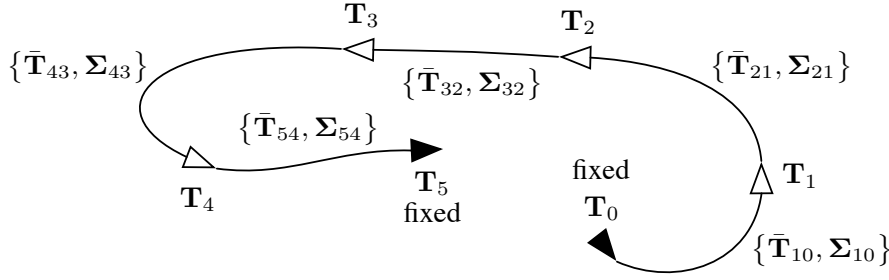 T₃
T₂
{T̄₄₃, Σ₄₃}
{T̄₃₂, Σ₃₂}
{T̄₂₁, Σ₂₁}
{T̄₅₄, Σ₅₄}
T₄
T₅
fixed
fixed
T₀
T₁
{T̄₁₀, Σ₁₀}